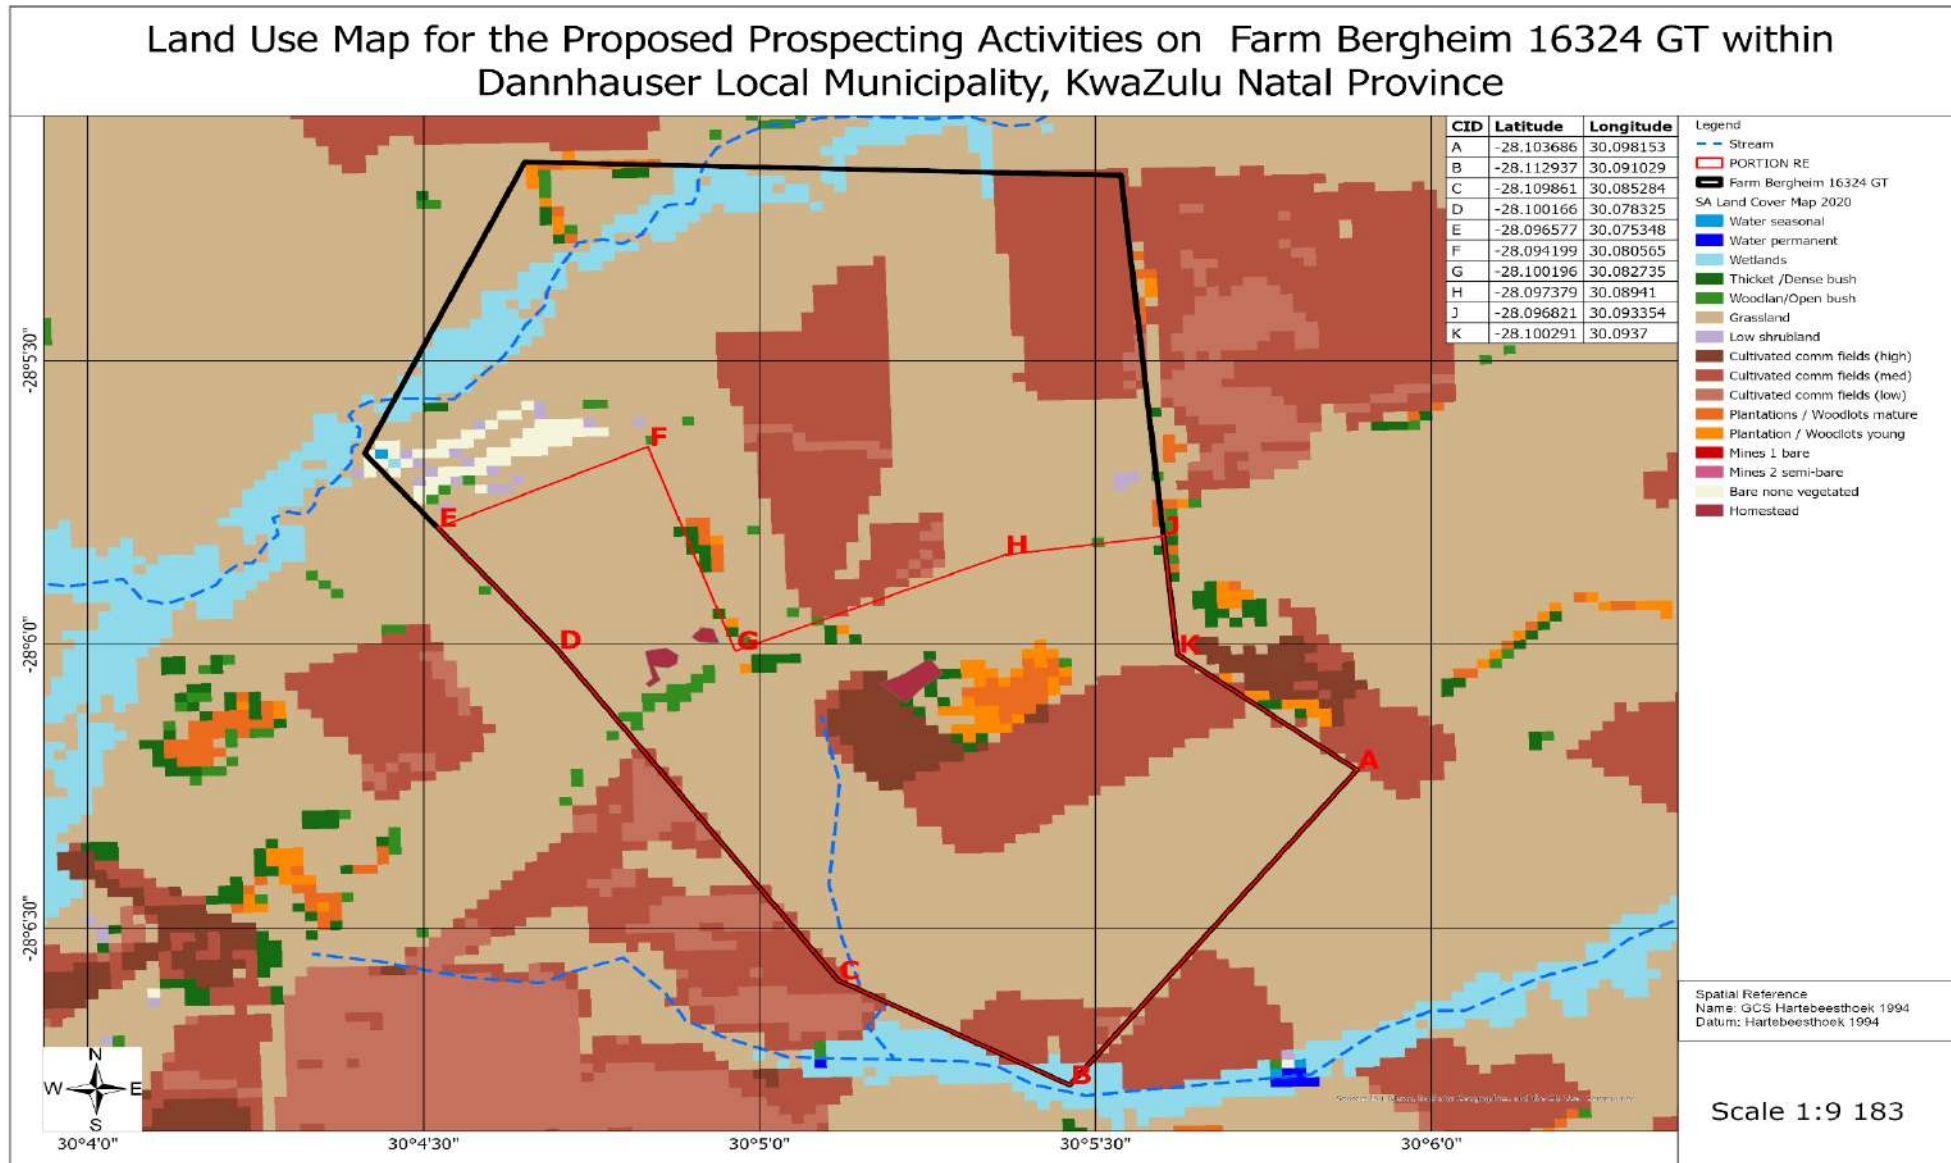 Land Use Map for the Proposed Prospecting Activities on Farm Bergheim 16324 GT within
Dannhauser Local Municipality, KwaZulu Natal Province
CID Latitude Longitude
A -28.103686 30.098153
B -28.112937 30.091029
C -28.109861 30.085284
D -28.100166 30.078325
E -28.096577 30.075348
F -28.094199 30.080565
G -28.100196 30.082735
H -28.097379 30.08941
J -28.096821 30.093354
K -28.100291 30.0937
Legend
Stream
PORTION RE
Farm Bergheim 16324 GT
SA Land Cover Map 2020
Water seasonal
Water permanent
Wetlands
Thicket /Dense bush
Woodlan/Open bush
Grassland
Low shrubland
Cultivated comm fields (high)
Cultivated comm fields (med)
Cultivated comm fields (low)
Plantations / Woodlots mature
Plantation / Woodlots young
Mines 1 bare
Mines 2 semi-bare
Bare none vegetated
Homestead
-28°5'30"
-28°6'0"
-28°6'30"
F
E
H
J
D
G
K
A
C
B
N
W E
S
30°4'0" 30°4'30" 30°5'0" 30°5'30" 30°6'0"
Spatial Reference
Name: GCS Hartebeesthoek 1994
Datum: Hartebeesthoek 1994
Scale 1:9 183